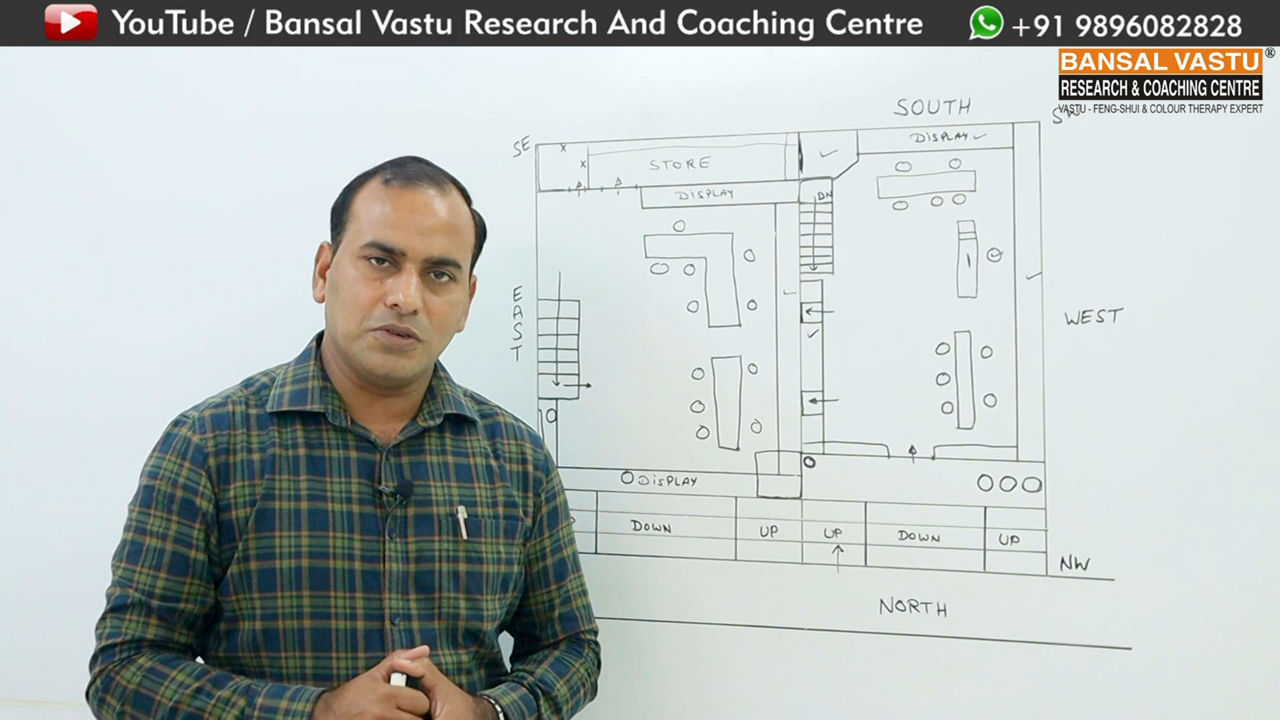 YouTube / Bansal Vastu Research And Coaching Centre
+91 9896082828
BANSAL VASTU®
RESEARCH & COACHING CENTRE
VASTU - FENG-SHUI & COLOUR THERAPY EXPERT
SOUTH
SW
SE
DISPLAY
STORE
DISPLAY
DN
EAST
WEST
DISPLAY
DOWN
UP
UP
DOWN
UP
NW
NORTH